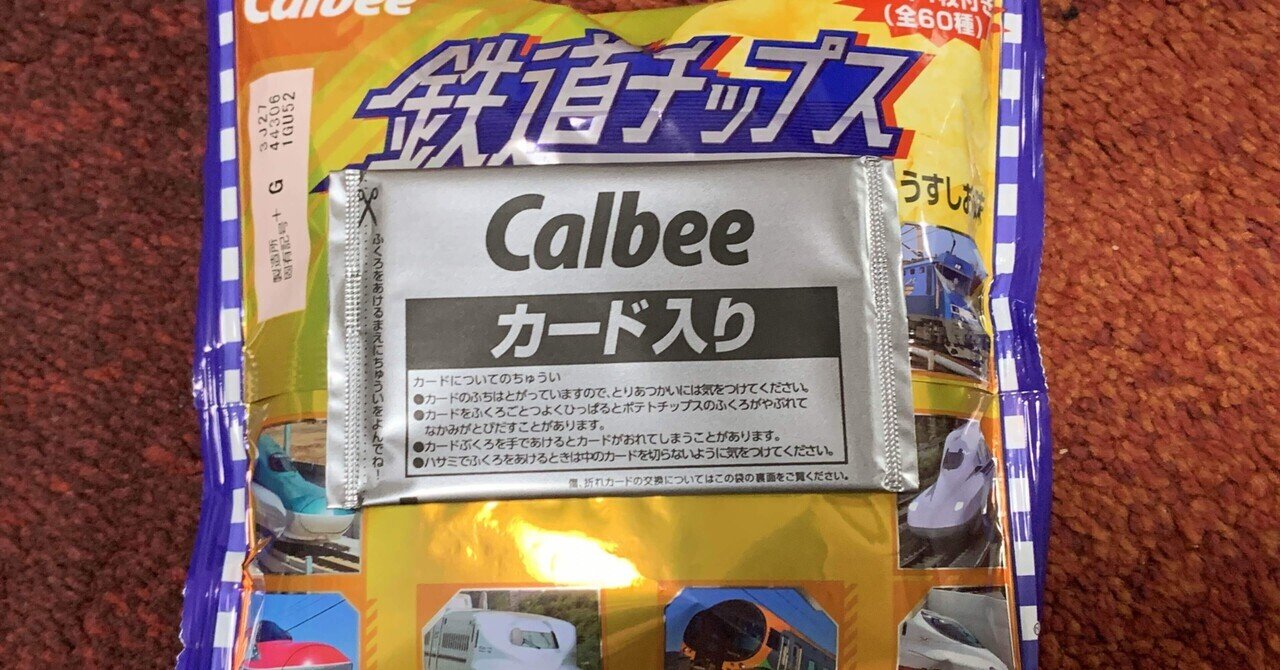 Calbee
(全60種)
鉄道チップス
うすしお味
3J27
44306
1GU52
製造所
固有記号+ G
Calbee
カード入り
ふくろをあけるまえにちゅういをよんでね!
カードについてのちゅうい
●カードのふちはとがっていますので、とりあつかいには気をつけてください。
●カードをふくろごとつよくひっぱるとポテトチップスのふくろがやぶれて
なかみがとびだすことがあります。
●カードぶくろを手であけるとカードがおれてしまうことがあります。
●ハサミでふくろをあけるときは中のカードを切らないように気をつけてください。
傷、折れカードの交換についてはこの袋の裏面をご覧ください。